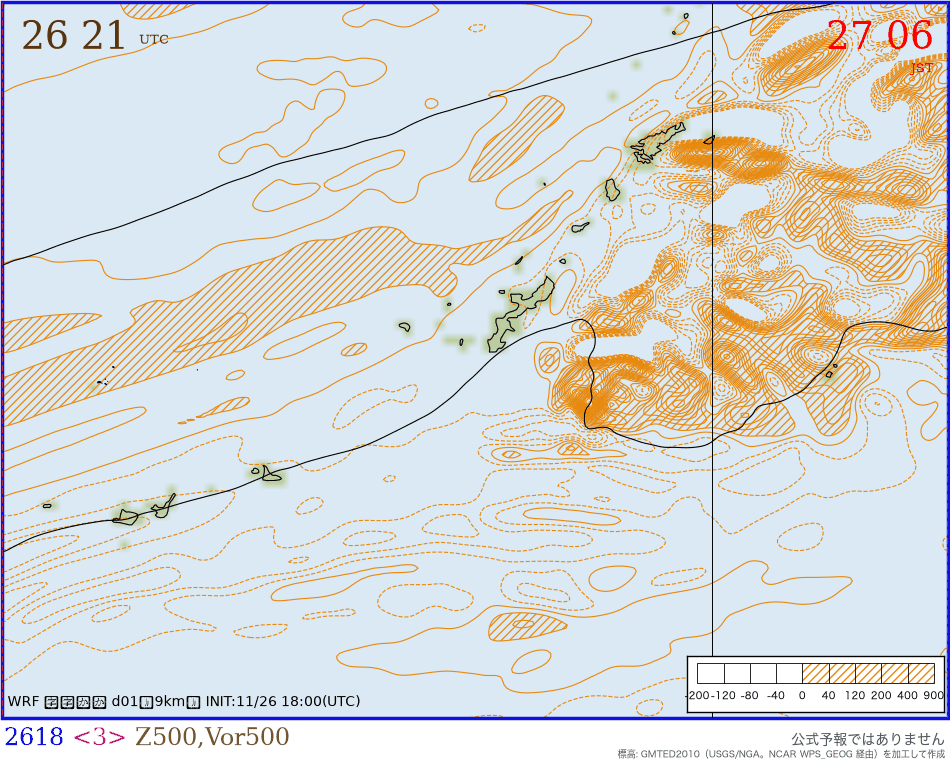 26 21 UTC
27 06
JST
-200 -120 -80 -40 0 40 120 200 400 900
WRF d01 9km INIT:11/26 18:00(UTC)
2618 <3> Z500,Vor500
公式予報ではありません
標高: GMTED2010（USGS/NGA。NCAR WPS_GEOG 経由）を加工して作成